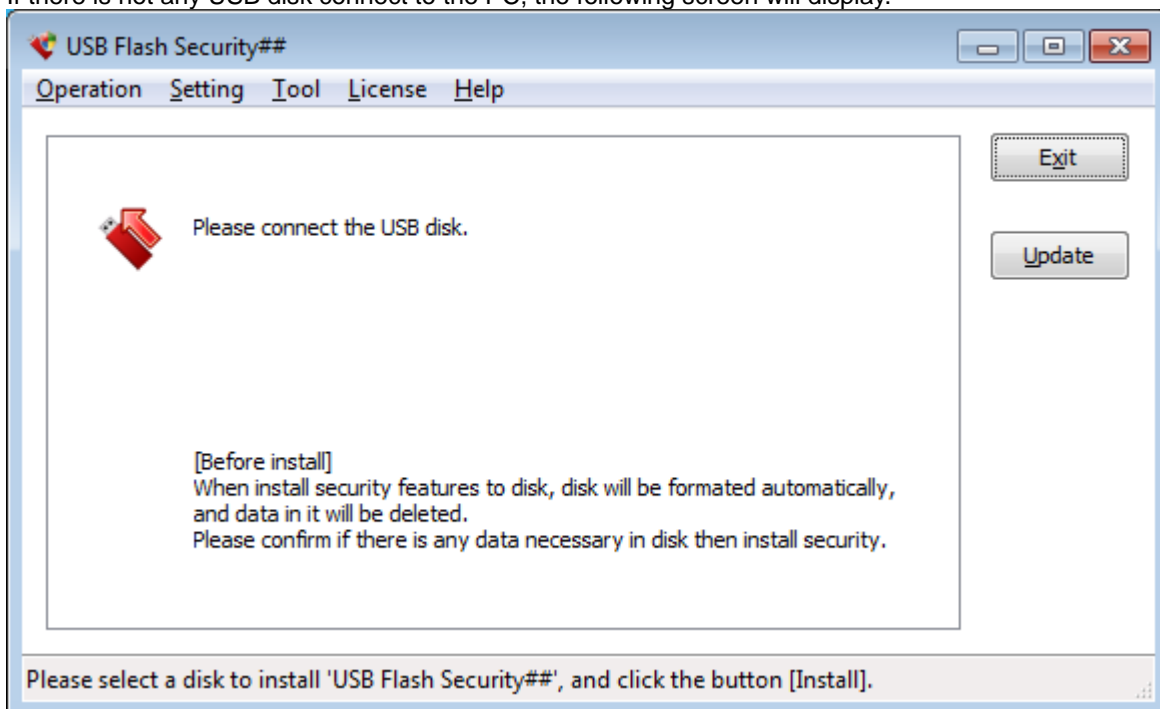 If there is not any USB disk connect to the PC, the following screen will display.
USB Flash Security##
Operation Setting Tool License Help
Exit
Please connect the USB disk.
Update
[Before install]
When install security features to disk, disk will be formated automatically,
and data in it will be deleted.
Please confirm if there is any data necessary in disk then install security.
Please select a disk to install 'USB Flash Security##', and click the button [Install].